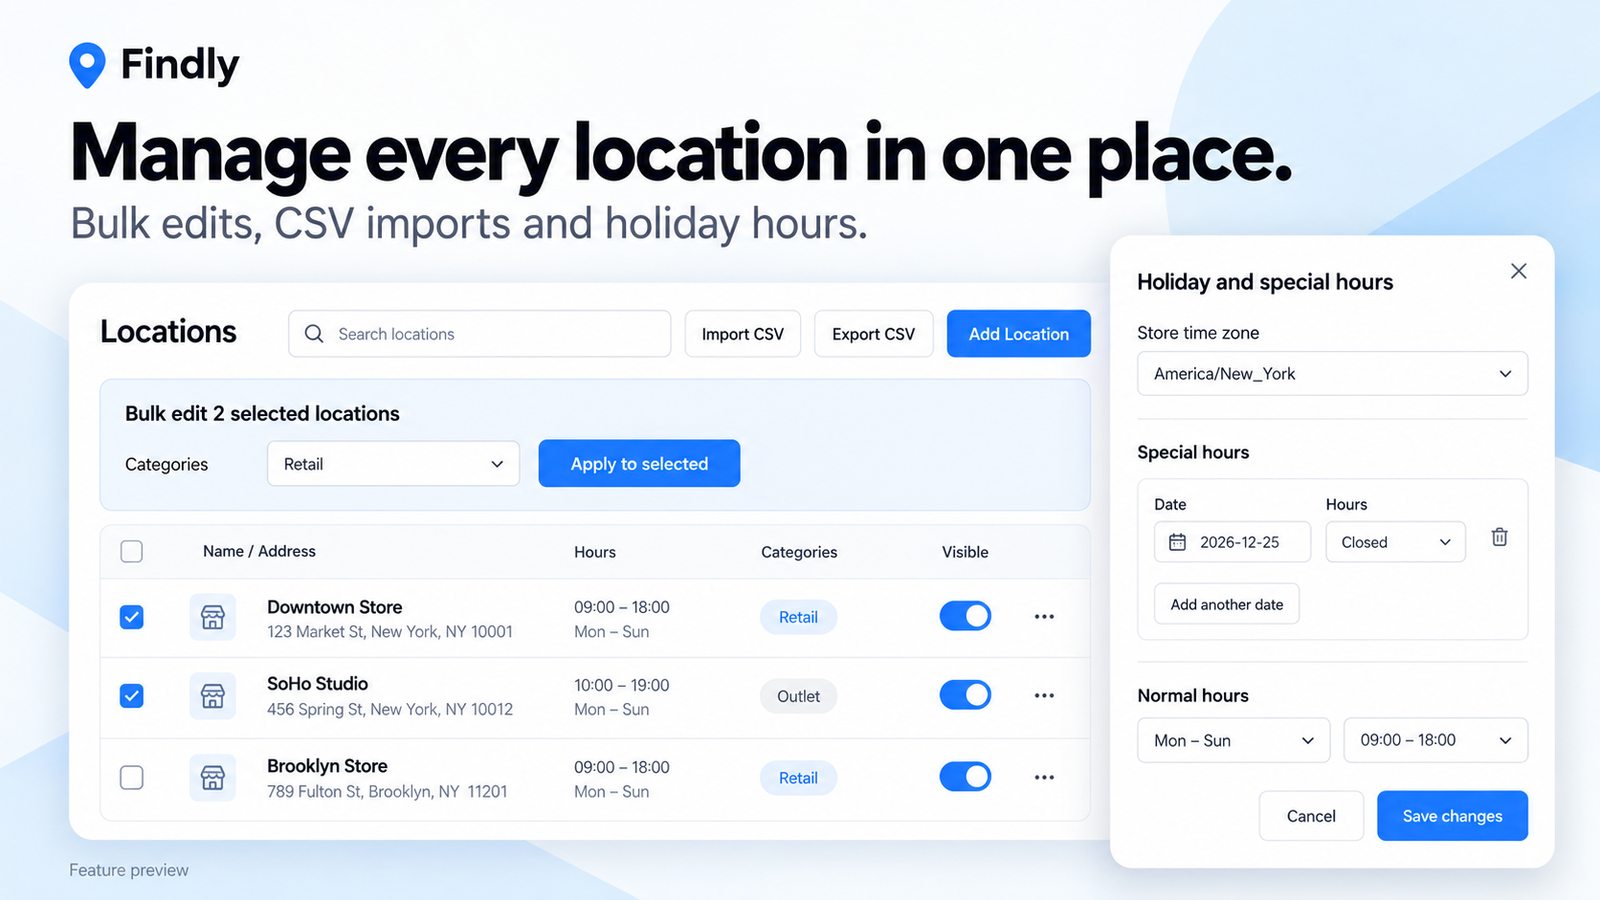 Findly
Manage every location in one place.
Bulk edits, CSV imports and holiday hours.
Locations
Search locations
Import CSV
Export CSV
Add Location
Bulk edit 2 selected locations
Categories
Retail
Apply to selected
Name / Address
Hours
Categories
Visible
Downtown Store
123 Market St, New York, NY 10001
09:00 – 18:00
Mon – Sun
Retail
SoHo Studio
456 Spring St, New York, NY 10012
10:00 – 19:00
Mon – Sun
Outlet
Brooklyn Store
789 Fulton St, Brooklyn, NY 11201
09:00 – 18:00
Mon – Sun
Retail
Holiday and special hours
Store time zone
America/New_York
Special hours
Date
Hours
2026-12-25
Closed
Add another date
Normal hours
Mon – Sun
09:00 – 18:00
Cancel
Save changes
Feature preview